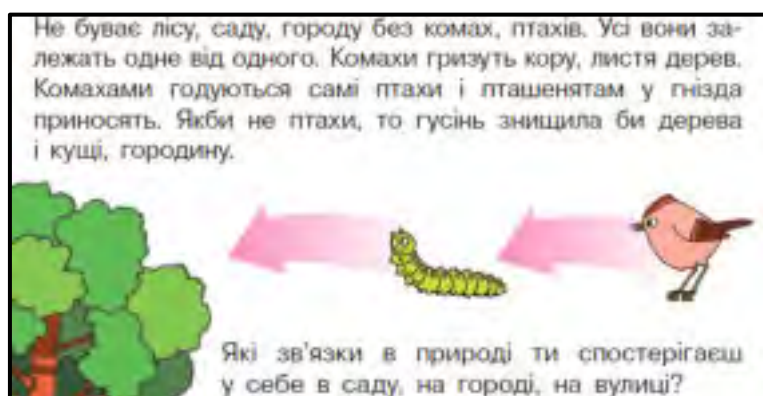 Не буває лісу, саду, городу без комах, птахів. Усі вони за-
лежать одне від одного. Комахи гризуть кору, листя дерев.
Комахами годуються самі птахи і пташенятам у гнізда
приносять. Якби не птахи, то гусінь знищила би дерева
і кущі, городину.
Які зв'язки в природі ти спостерігаєш
у себе в саду, на городі, на вулиці?